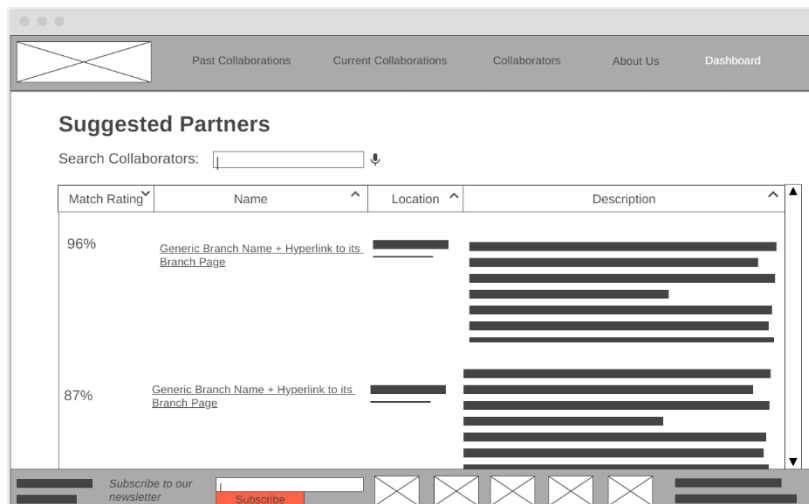 Past Collaborations Current Collaborations Collaborators About Us Dashboard
Suggested Partners
Search Collaborators:
Match Rating Name Location Description
96%
Generic Branch Name + Hyperlink to its
Branch Page
87%
Generic Branch Name + Hyperlink to its
Branch Page
Subscribe to our
newsletter
Subscribe